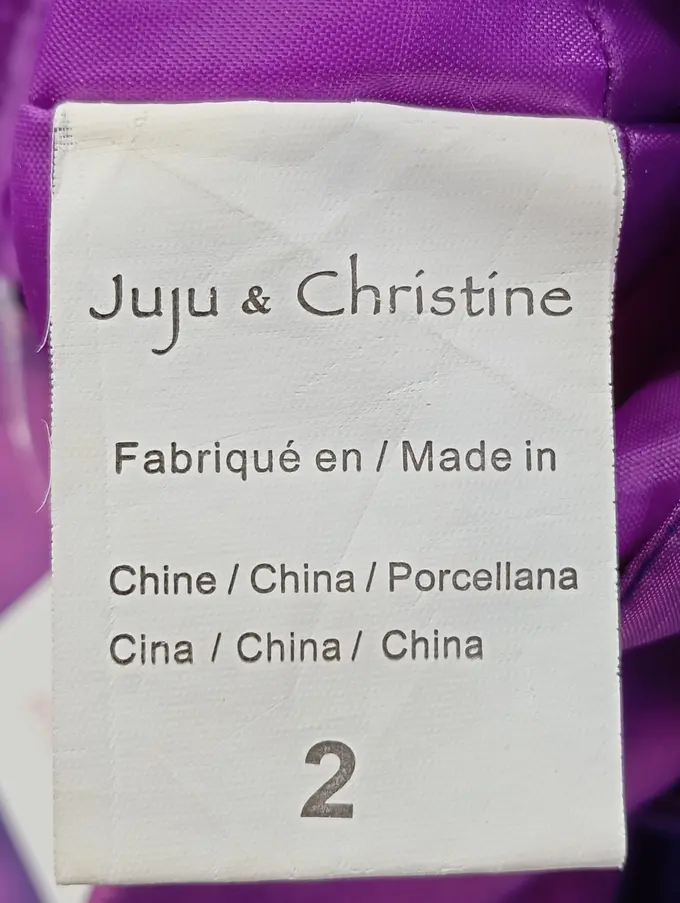 Juju & Christine
Fabriqué en / Made in
Chine / China / Porcellana
Cina / China / China
2